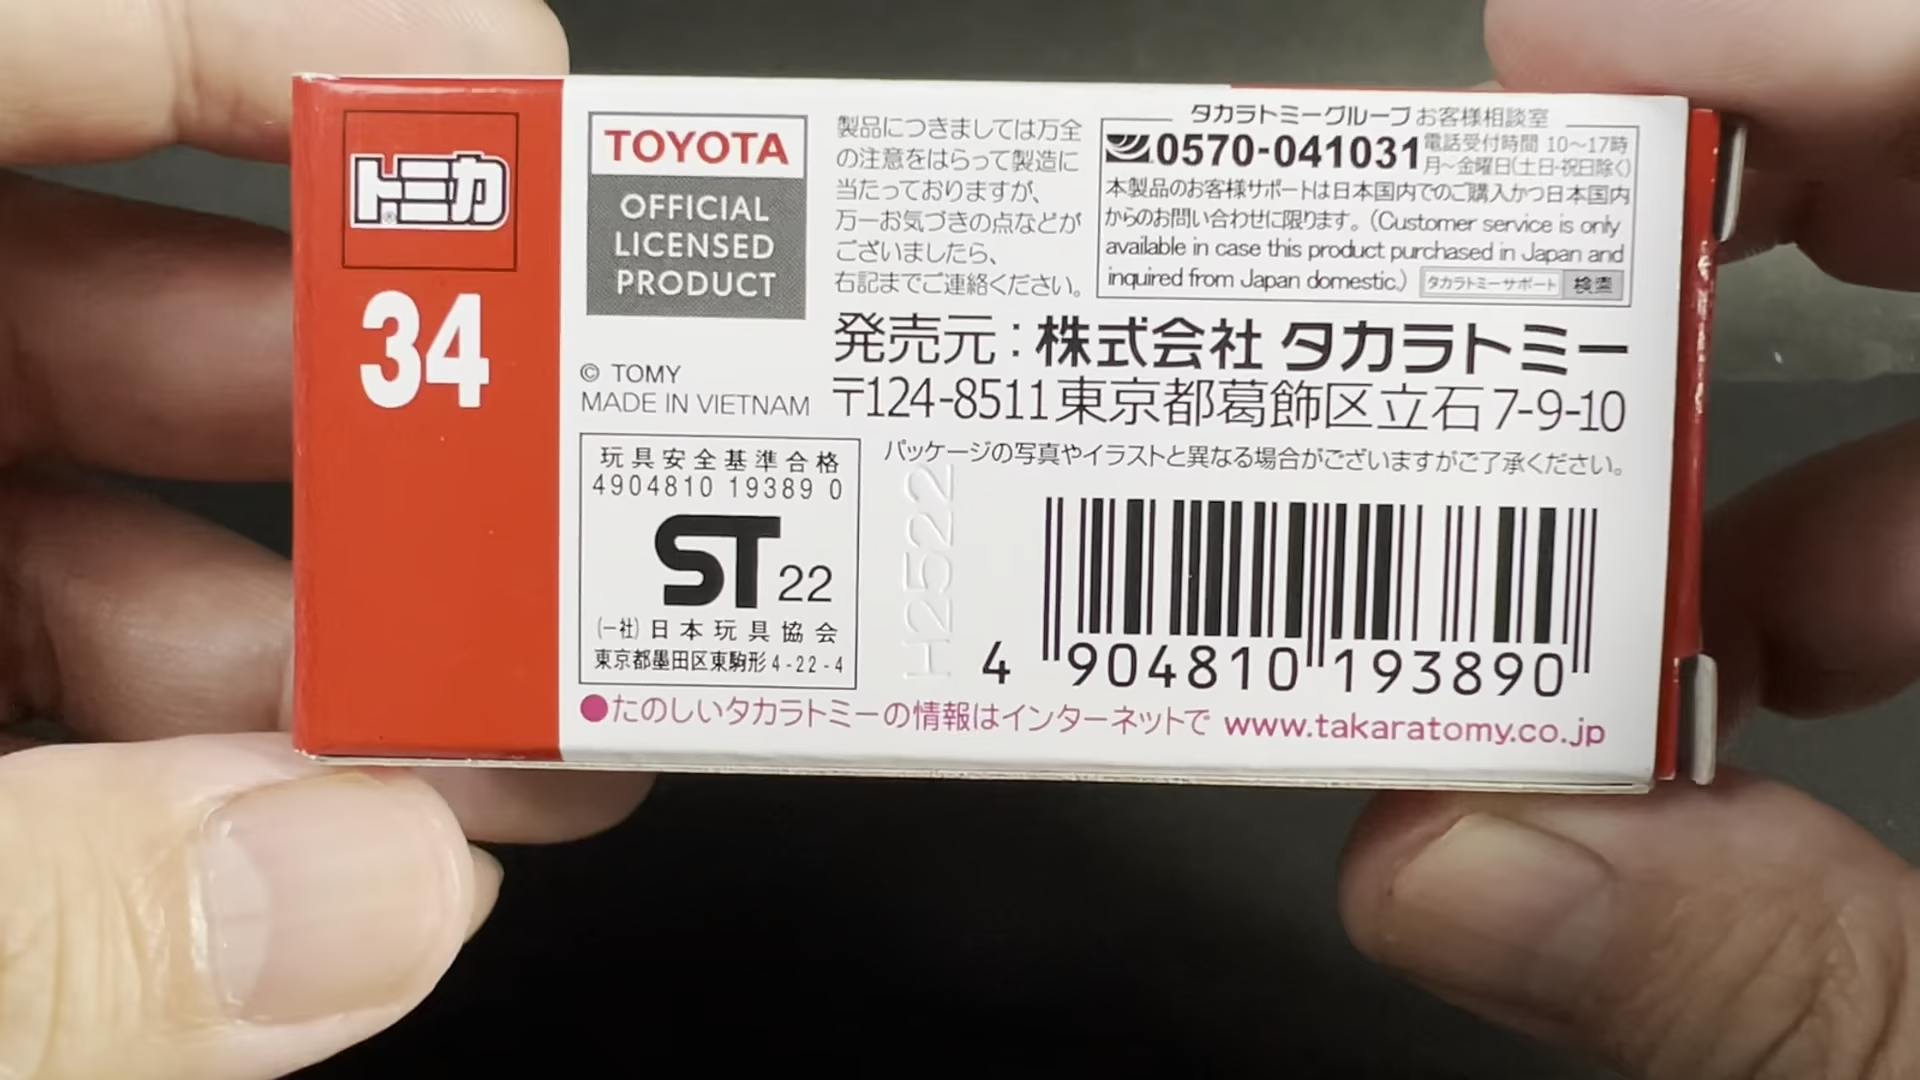 トミカ
34
TOYOTA
OFFICIAL
LICENSED
PRODUCT
© TOMY
MADE IN VIETNAM
製品につきましては万全
の注意をはらって製造に
当たっておりますが、
万一お気づきの点などが
ございましたら、
右記までご連絡ください。
タカラトミーグループ お客様相談室
0570-041031 電話受付時間 10〜17時
月〜金曜日(土日・祝日除く)
本製品のお客様サポートは日本国内でのご購入かつ日本国内
からのお問い合わせに限ります。(Customer service is only
available in case this product purchased in Japan and
inquired from Japan domestic.) タカラトミーサポート 検索
発売元：株式会社 タカラトミー
〒124-8511 東京都葛飾区立石7-9-10
パッケージの写真やイラストと異なる場合がございますがご了承ください。
玩具安全基準合格
4904810 19389 0
ST 22
(一社)日本玩具協会
東京都墨田区東駒形4-22-4
H2522
4 904810 193890
●たのしいタカラトミーの情報はインターネットで www.takaratomy.co.jp